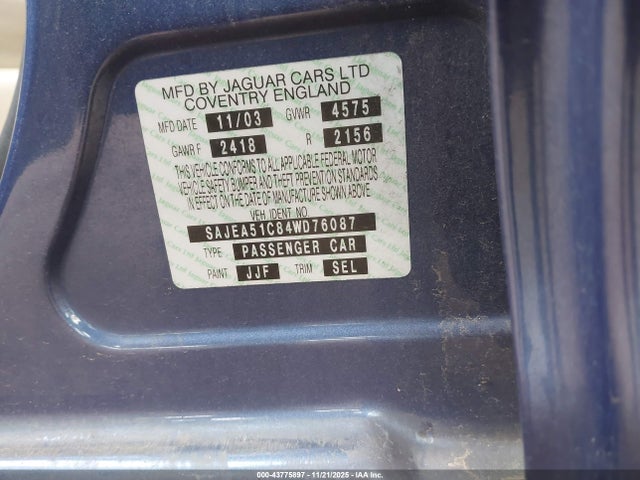 MFD BY JAGUAR CARS LTD
COVENTRY ENGLAND
MFD DATE 11/03 GVWR 4575
GAWR F 2418 R 2156
THIS VEHICLE CONFORMS TO ALL APPLICABLE FEDERAL MOTOR
VEHICLE SAFETY BUMPER AND THEFT PREVENTION STANDARDS
IN EFFECT ON THE DATE OF MANUFACTURE SHOWN ABOVE
VEH. IDENT NO.
SAJEA51C84WD76087
TYPE PASSENGER CAR
PAINT JJF TRIM SEL
© - 43775897 - 11/21/2025 - IAA Inc.